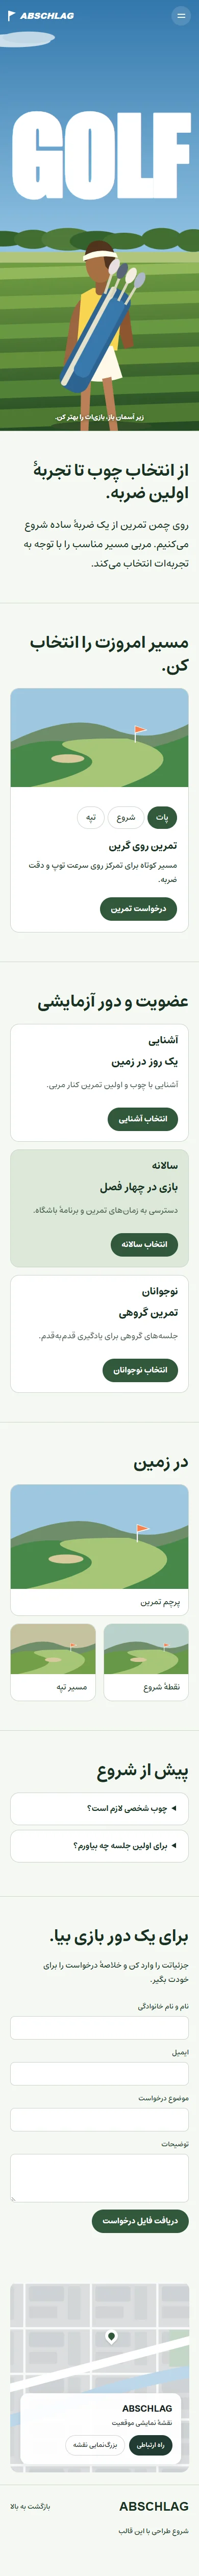 ABSCHLAG
GOLF
زیر آسمان باز، بازی‌ات را بهتر کن.
از انتخاب چوب تا تجربهٔ
اولین ضربه.
روی چمن تمرین از یک ضربهٔ ساده شروع
می‌کنیم. مربی مسیر مناسب را با توجه به
تجربه‌ات انتخاب می‌کند.
مسیر امروزت را انتخاب
کن.
پات
شروع
تپه
تمرین روی گرین
مسیر کوتاه برای تمرکز روی سرعت توپ و دقت
ضربه.
درخواست تمرین
عضویت و دور آزمایشی
آشنایی
یک روز در زمین
آشنایی با چوب و اولین تمرین کنار مربی.
انتخاب آشنایی
سالانه
بازی در چهار فصل
دسترسی به زمان‌های تمرین و برنامهٔ باشگاه.
انتخاب سالانه
نوجوانان
تمرین گروهی
جلسه‌های گروهی برای یادگیری قدم‌به‌قدم.
انتخاب نوجوانان
در زمین
پرچم تمرین
نقطهٔ شروع
مسیر تپه
پیش از شروع
چوب شخصی لازم است؟
برای اولین جلسه چه بیاورم؟
برای یک دور بازی بیا.
جزئیاتت را وارد کن و خلاصهٔ درخواست را برای
خودت بگیر.
نام و نام خانوادگی
ایمیل
موضوع درخواست
توضیحات
دریافت فایل درخواست
ABSCHLAG
نقشهٔ نمایشی موقعیت
راه ارتباطی
بزرگ‌نمایی نقشه
ABSCHLAG
بازگشت به بالا
شروع طراحی با این قالب